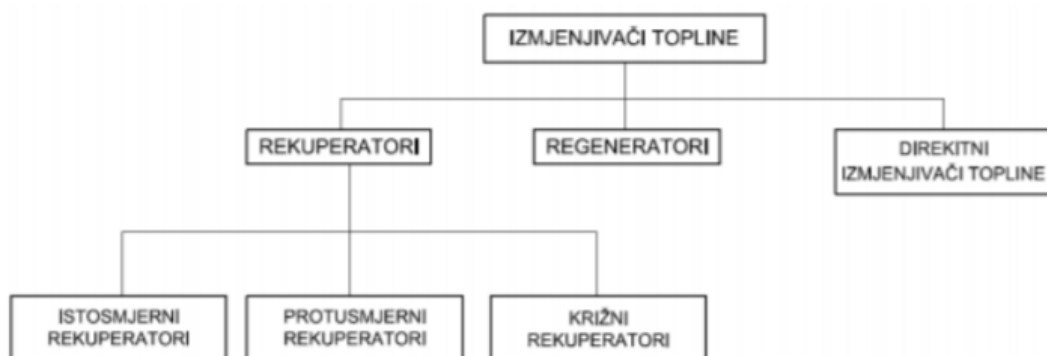 IZMJENJIVAČI TOPLINE
REKUPERATORI
REGENERATORI
DIREKITNI
IZMJENJIVAČI TOPLINE
ISTOSMJERNI
REKUPERATORI
PROTUSMJERNI
REKUPERATORI
KRIŽNI
REKUPERATORI